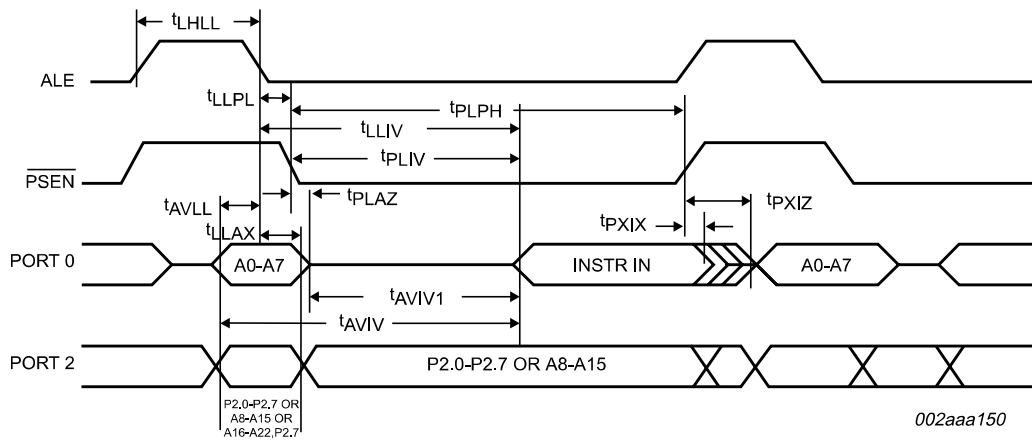 tLHLL
ALE
tLLPL
tPLPH
tLLIV
tPLIV
PSEN
tPLAZ
tAVLL
tPXIZ
tLLAX
tPXIX
PORT 0
A0-A7
INSTR IN
A0-A7
tAVIV1
tAVIV
PORT 2
P2.0-P2.7 OR A8-A15
P2.0-P2.7 OR
A8-A15 OR
A16-A22,P2.7
002aaa150